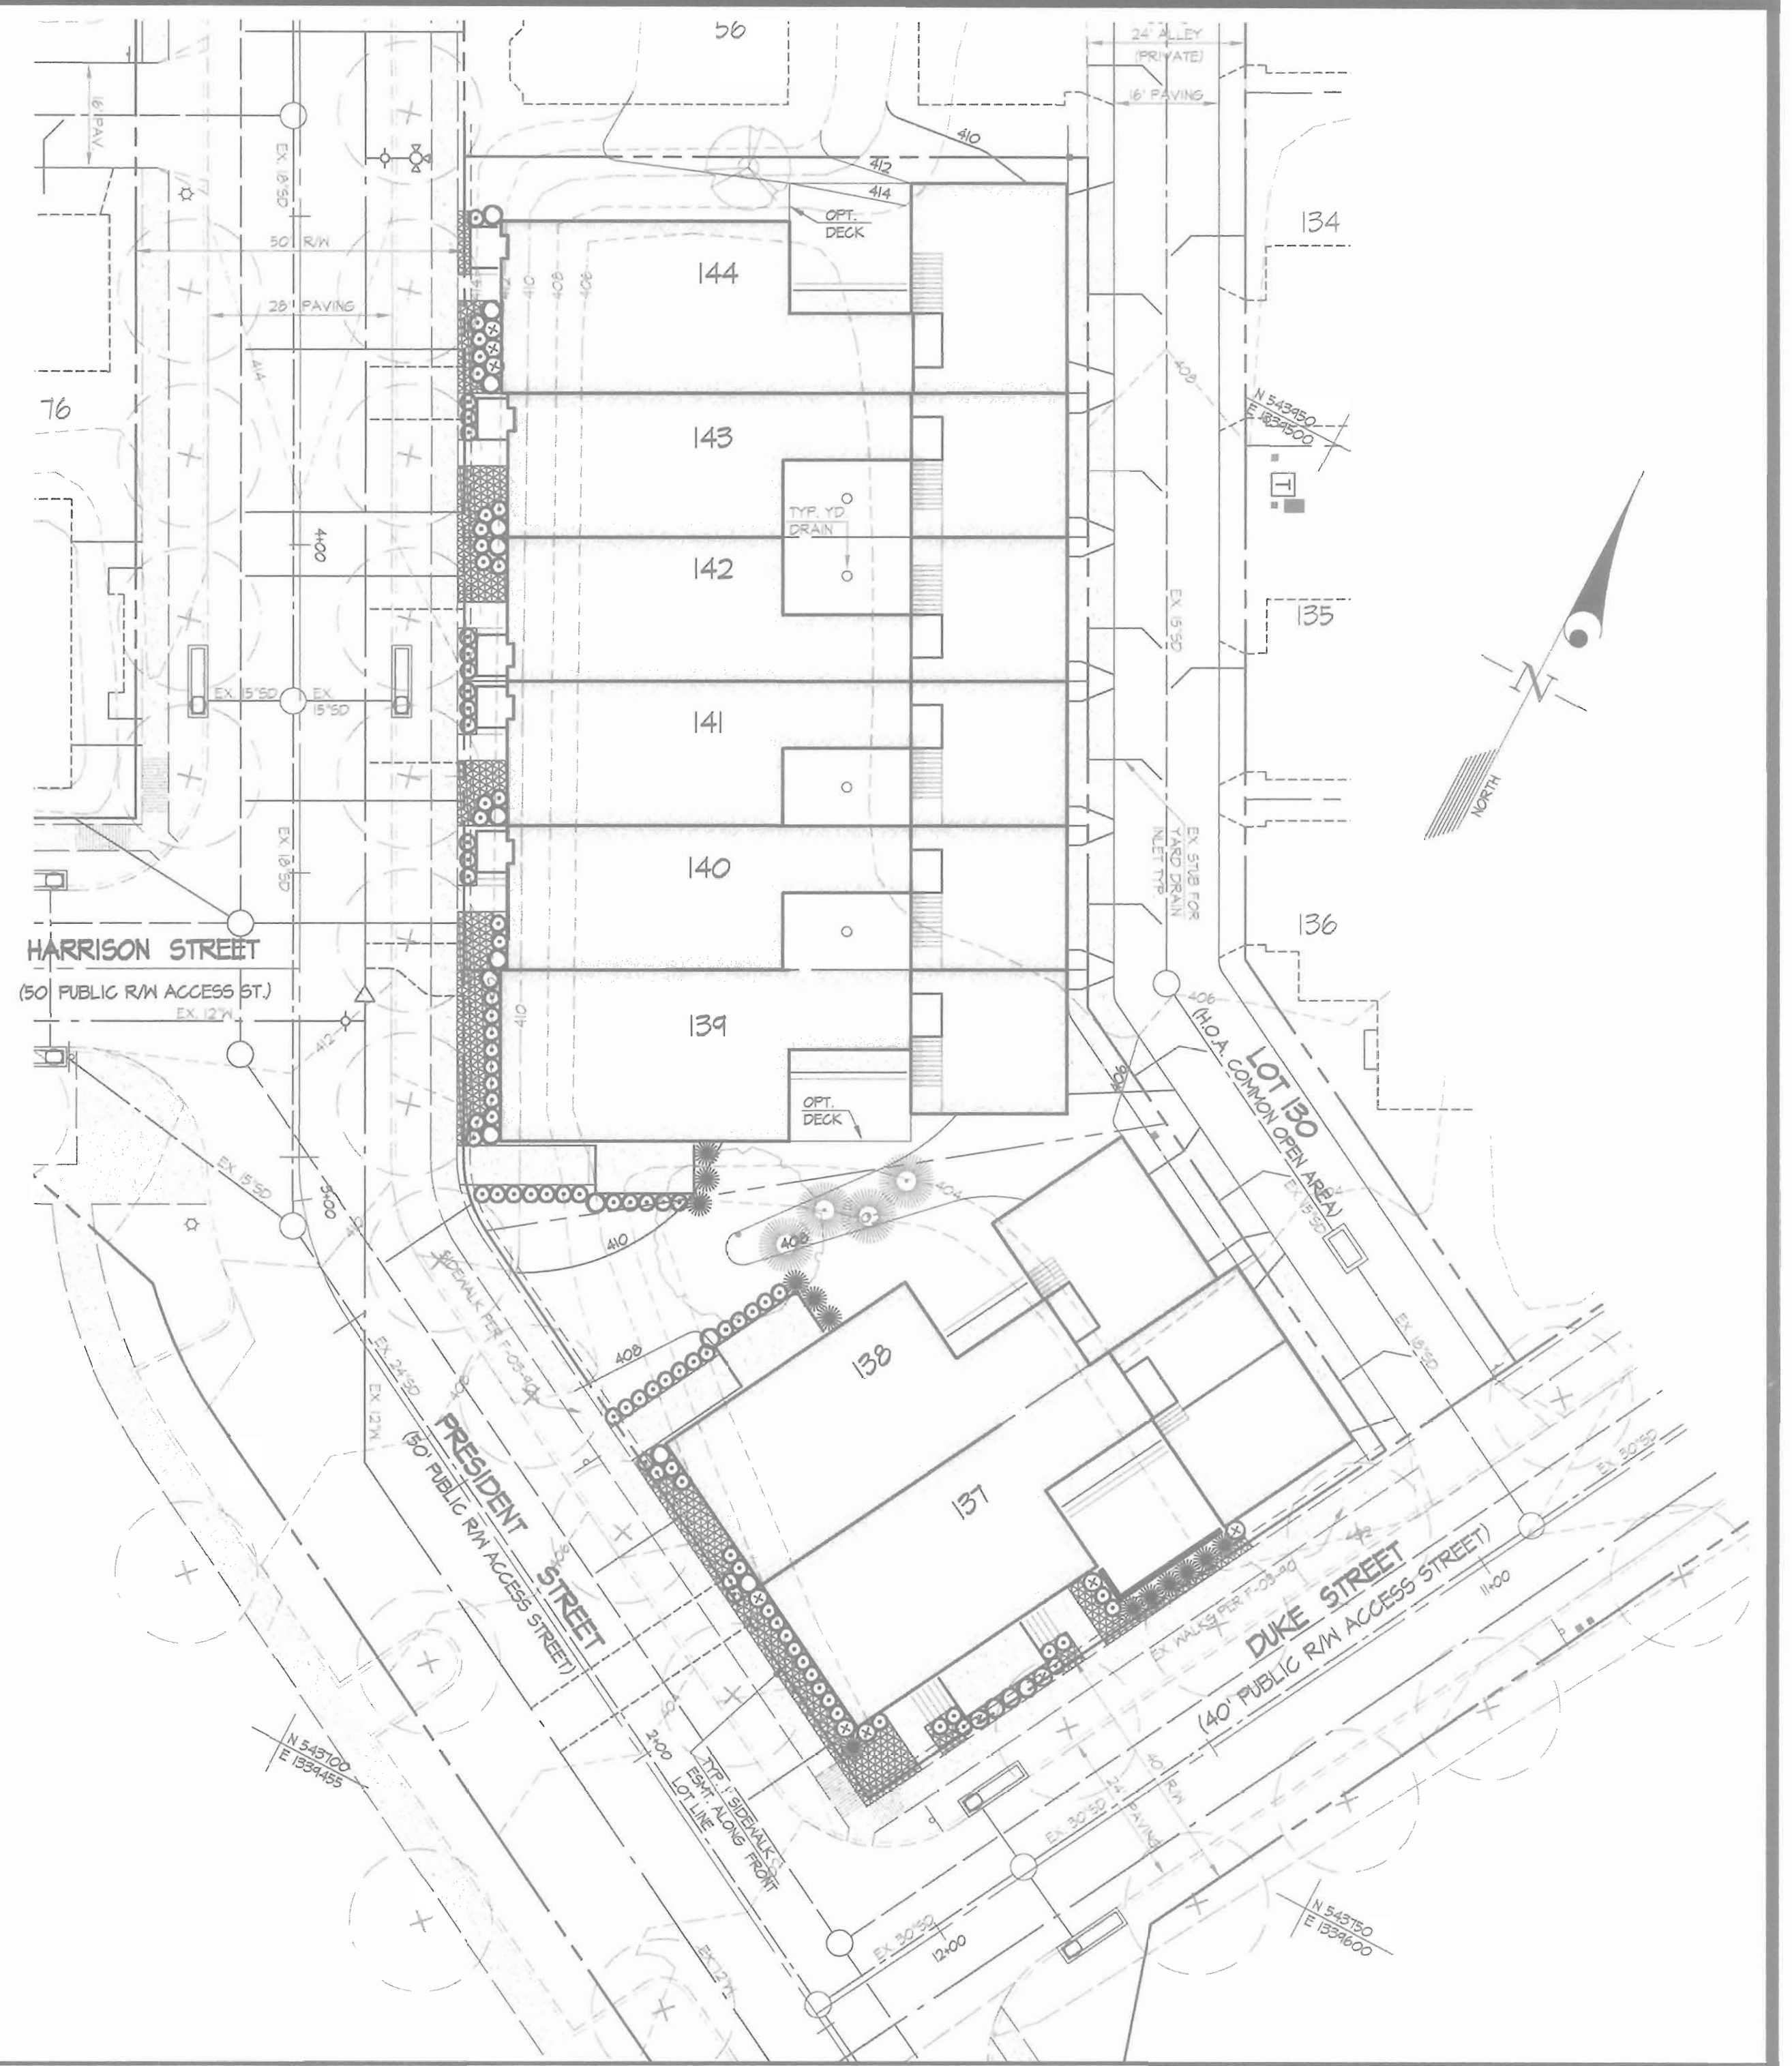 56
24' ALLEY
(PRIVATE)
16' PAVING
16' PAV.
410
412
414
EX. 18"SD
OPT.
DECK
134
50' R/W
144
414
412
410
408
406
28' PAVING
414
408
76
143
N 543950
E 1339500
TYP. YD
DRAIN
T
4+00
142
EX 15"SD
135
N
EX. 15"SD
EX.
15"SD
141
NORTH
EX. 18"SD
140
EX STUB FOR
YARD DRAIN
INLET TYP.
136
HARRISON STREET
(50' PUBLIC R/W ACCESS ST.)
EX. 12"W
412
410
139
406
LOT 130
(H.O.A. COMMON OPEN AREA)
OPT.
DECK
EX. 15"SD
5+00
404
EX 15"SD
410
408
SIDEWALK PER F-03-90
408
138
EX. 18"SD
EX. 24"SD
EX 12"W
PRESIDENT STREET
(50' PUBLIC R/W ACCESS STREET)
137
EX. 30"SD
11+00
EX WALKS PER F-03-90
DUKE STREET
(40' PUBLIC R/W ACCESS STREET)
N 543700
E 1339455
2+00
TYP. 1' SIDEWALK
ESMT. ALONG FRONT
LOT LINE
40' R/W
24' PAVING
EX 30"SD
EX 30"SD
12+00
EX 12"W
N 543750
E 1339600